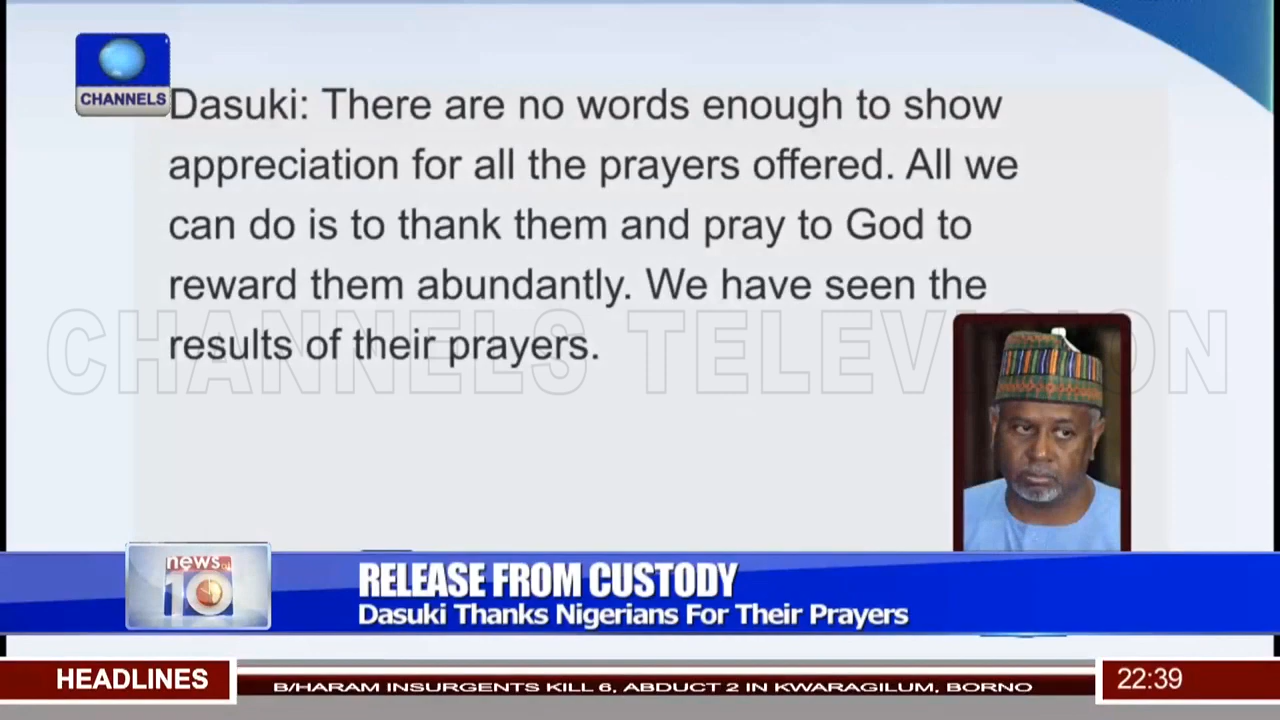 CHANNELS
Dasuki: There are no words enough to show
appreciation for all the prayers offered. All we
can do is to thank them and pray to God to
reward them abundantly. We have seen the
results of their prayers.
CHANNELS TELEVISION
news at
10
RELEASE FROM CUSTODY
Dasuki Thanks Nigerians For Their Prayers
HEADLINES
B/HARAM INSURGENTS KILL 6, ABDUCT 2 IN KWARAGILUM, BORNO
22:39